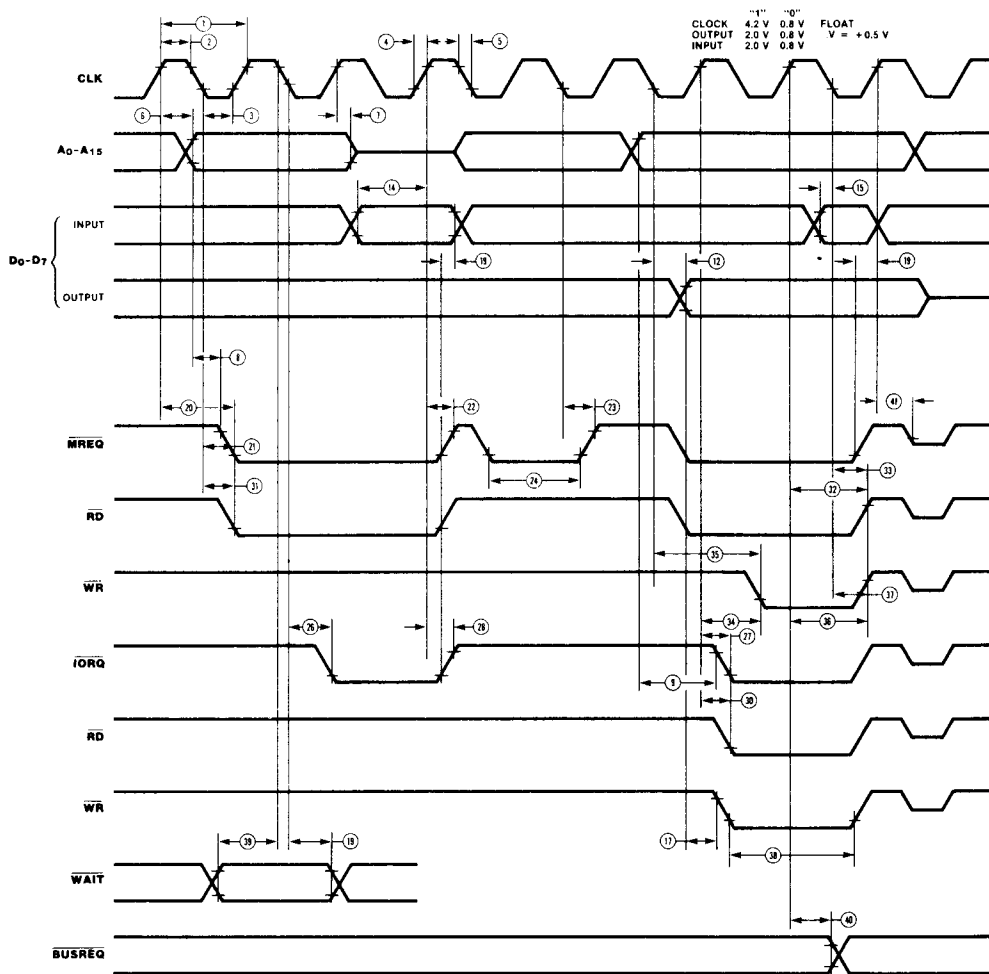 "1" "0"
CLOCK 4.2 V 0.8 V FLOAT
OUTPUT 2.0 V 0.8 V .V = +0.5 V
INPUT 2.0 V 0.8 V
1
2
4
5
CLK
6
3
7
A0-A15
14
15
INPUT
D0-D7
19
12
19
OUTPUT
8
20
22
23
41
MREQ
21
33
24
32
31
RD
35
WR
37
34
36
26
28
27
IORQ
9
30
RD
WR
17
39
19
38
WAIT
40
BUSREQ